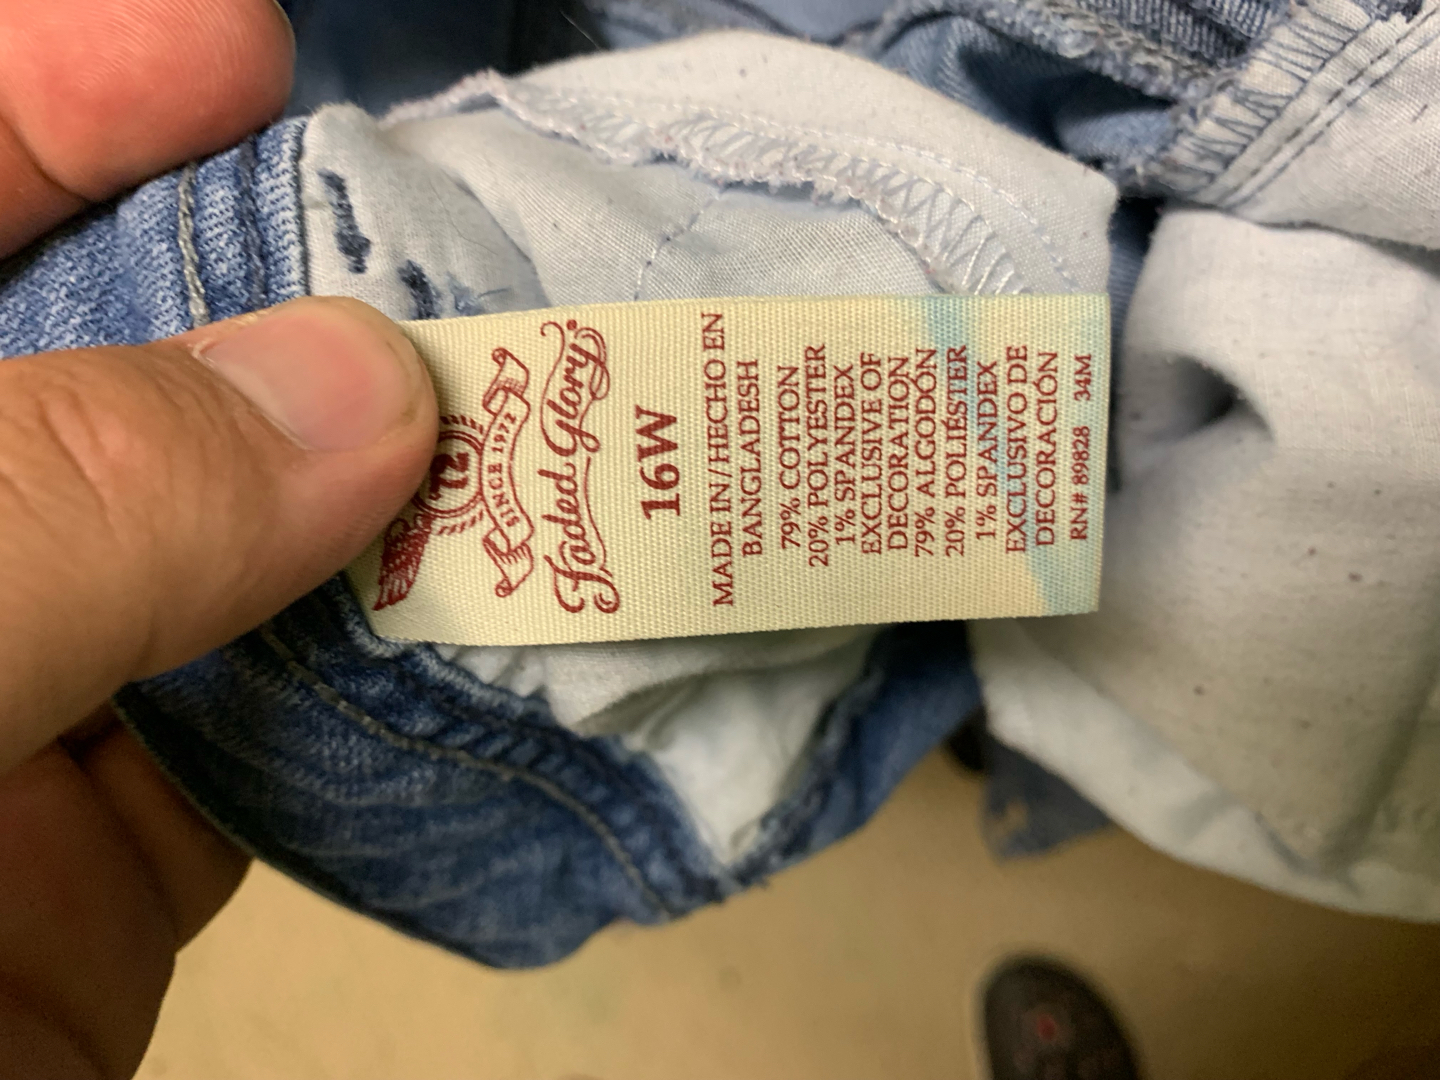 72
SINCE 1972
Faded Glory®
16W
MADE IN/HECHO EN
BANGLADESH
79% COTTON
20% POLYESTER
1% SPANDEX
EXCLUSIVE OF
DECORATION
79% ALGODÓN
20% POLIÉSTER
1% SPANDEX
EXCLUSIVO DE
DECORACIÓN
RN# 89828 34M